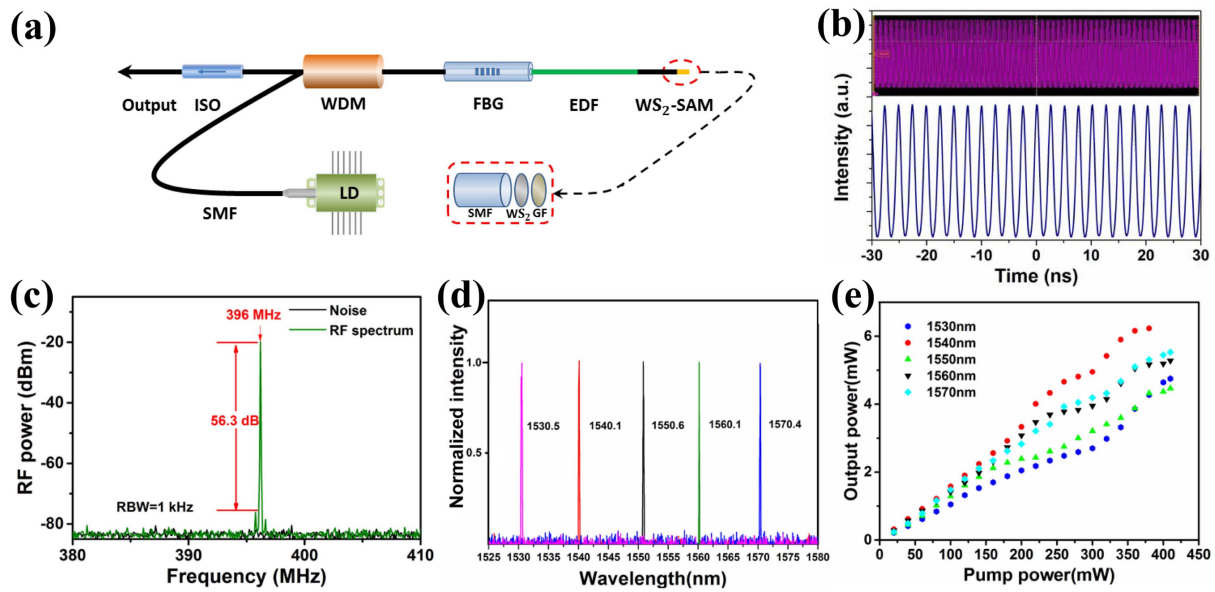 (a)
Output
ISO
WDM
FBG
EDF
WS₂-SAM
SMF
LD
SMF
WS₂
GF
(b)
Intensity (a.u.)
-30 -20 -10 0 10 20 30
Time (ns)
(c)
396 MHz
Noise
RF spectrum
56.3 dB
RBW=1 kHz
RF power (dBm)
-20
-40
-60
-80
380 390 400 410
Frequency (MHz)
(d)
Normalized intensity
1.0
0.5
1530.5
1540.1
1550.6
1560.1
1570.4
1525 1530 1535 1540 1545 1550 1555 1560 1565 1570 1575 1580
Wavelength(nm)
(e)
1530nm
1540nm
1550nm
1560nm
1570nm
Output power(mW)
6
4
2
0
0 50 100 150 200 250 300 350 400 450
Pump power(mW)